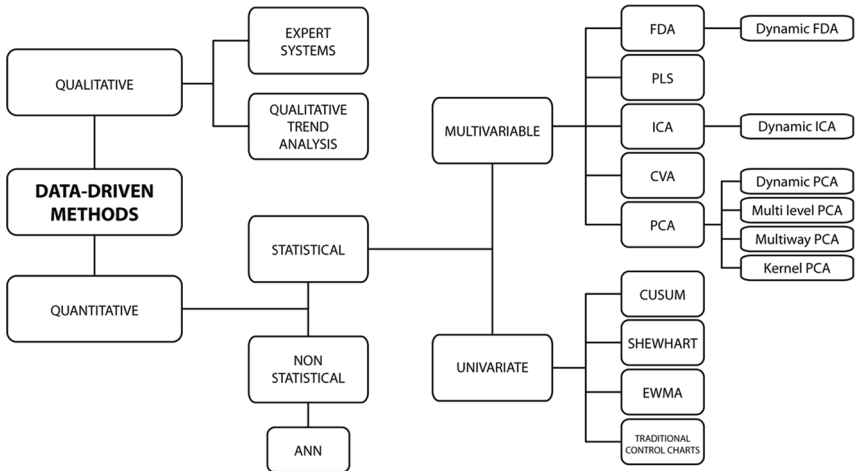 QUALITATIVE
EXPERT
SYSTEMS
QUALITATIVE
TREND
ANALYSIS
DATA-DRIVEN
METHODS
QUANTITATIVE
STATISTICAL
NON
STATISTICAL
ANN
MULTIVARIABLE
FDA
Dynamic FDA
PLS
ICA
Dynamic ICA
CVA
PCA
Dynamic PCA
Multi level PCA
Multiway PCA
Kernel PCA
UNIVARIATE
CUSUM
SHEWHART
EWMA
TRADITIONAL
CONTROL CHARTS